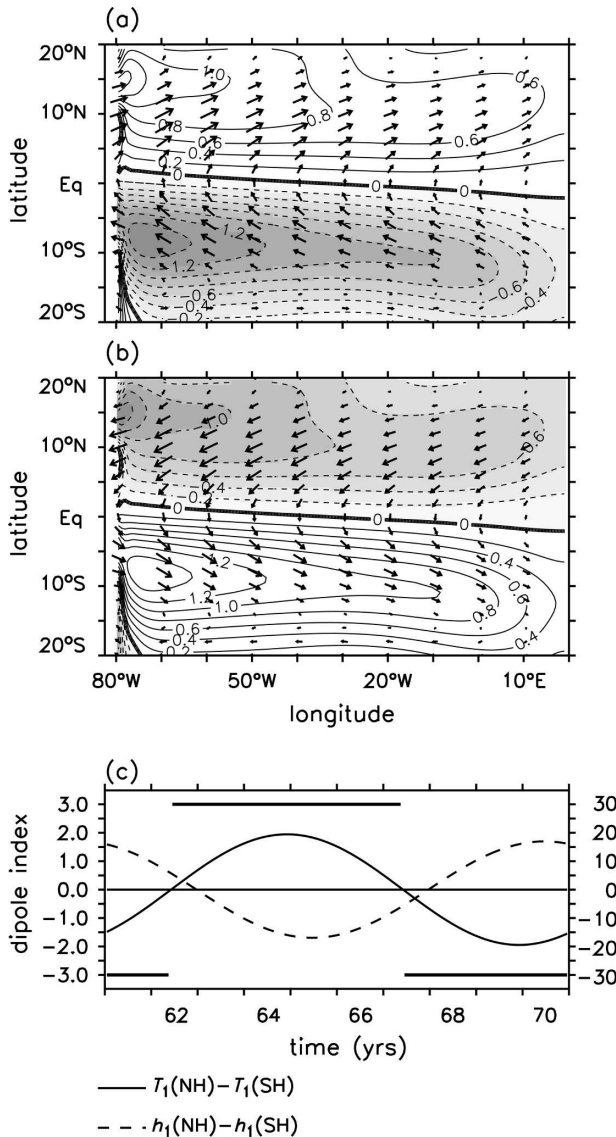 (a)
20°N
10°N
Eq
10°S
20°S
latitude
1.0
0.6
0.8
0.8
0.6
0.6
0.4
0.2
0
0
0
1.2
1.2
-0.6
-0.6
-0.4
-0.4
-0.2
(b)
20°N
10°N
Eq
10°S
20°S
latitude
1.0
0.6
0.4
0
0
0
1.2
1.0
0.4
0.6
0.8
0.6
0.4
0.4
80°W 50°W 20°W 10°E
longitude
(c)
dipole index
3.0 30
2.0 20
1.0 10
0.0 0
-1.0 -10
-2.0 -20
-3.0 -30
62 64 66 68 70
time (yrs)
T1(NH)-T1(SH)
h1(NH)-h1(SH)